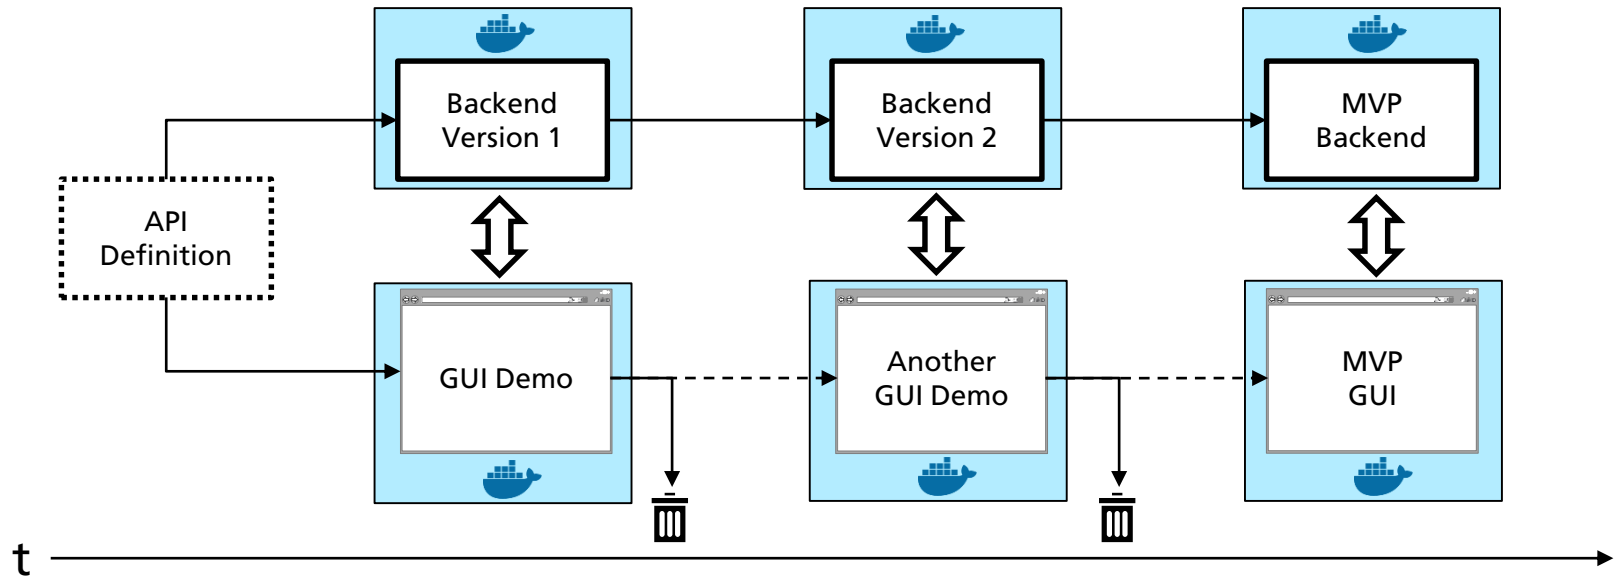 Backend
Version 1
Backend
Version 2
MVP
Backend
API
Definition
GUI Demo
Another
GUI Demo
MVP
GUI
t